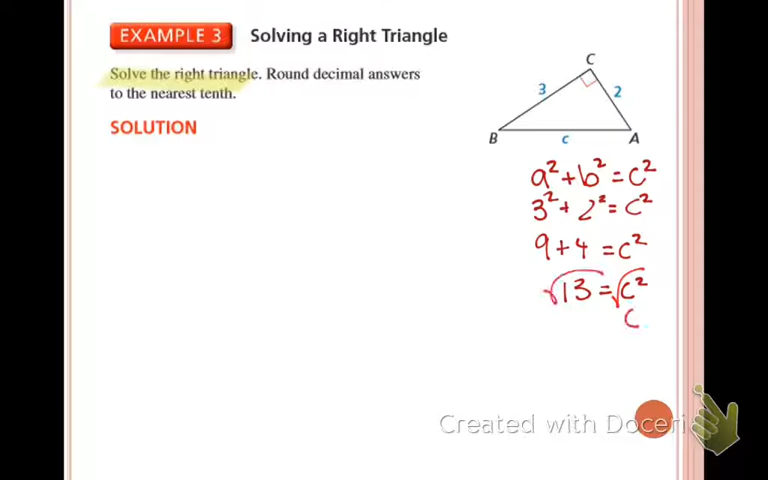 EXAMPLE 3 Solving a Right Triangle
Solve the right triangle. Round decimal answers
to the nearest tenth.
SOLUTION
C
3
2
B
c
A
a² + b² = c²
3² + 2² = c²
9 + 4 = c²
√13 = √c²
c
Created with Doceri